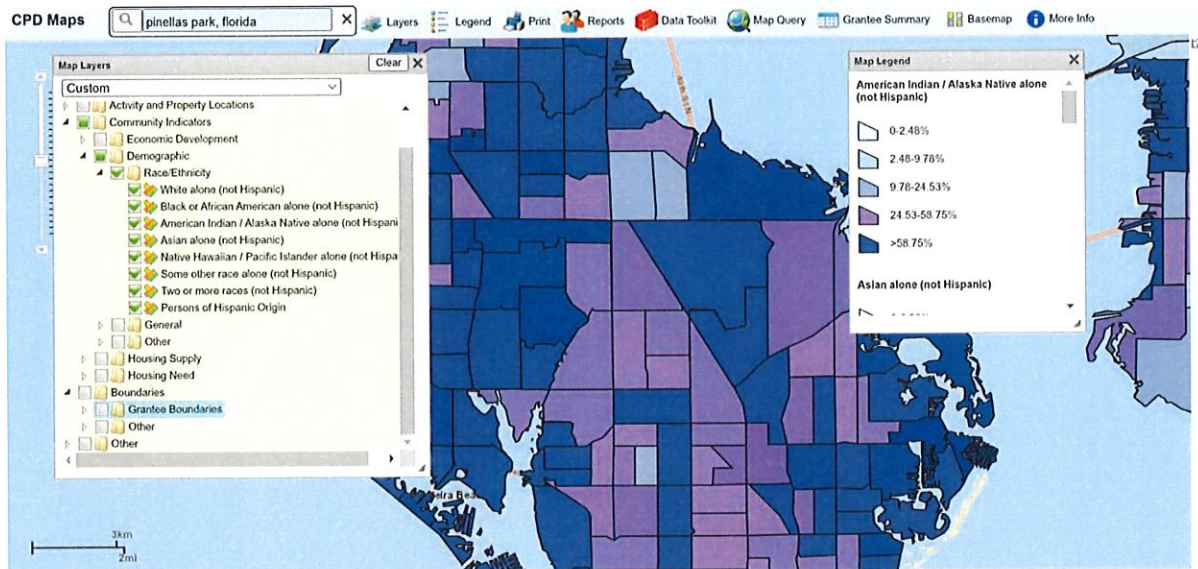 CPD Maps
pinellas park, florida
Layers
Legend
Print
Reports
Data Toolkit
Map Query
Grantee Summary
Basemap
More Info
Map Layers
Clear
Custom
Activity and Property Locations
Community Indicators
Economic Development
Demographic
Race/Ethnicity
White alone (not Hispanic)
Black or African American alone (not Hispanic)
American Indian / Alaska Native alone (not Hispani
Asian alone (not Hispanic)
Native Hawaiian / Pacific Islander alone (not Hispa
Some other race alone (not Hispanic)
Two or more races (not Hispanic)
Persons of Hispanic Origin
General
Other
Housing Supply
Housing Need
Boundaries
Grantee Boundaries
Other
Other
3km
2mi
Map Legend
American Indian / Alaska Native alone
(not Hispanic)
0-2.48%
2.48-9.78%
9.78-24.53%
24.53-58.75%
>58.75%
Asian alone (not Hispanic)